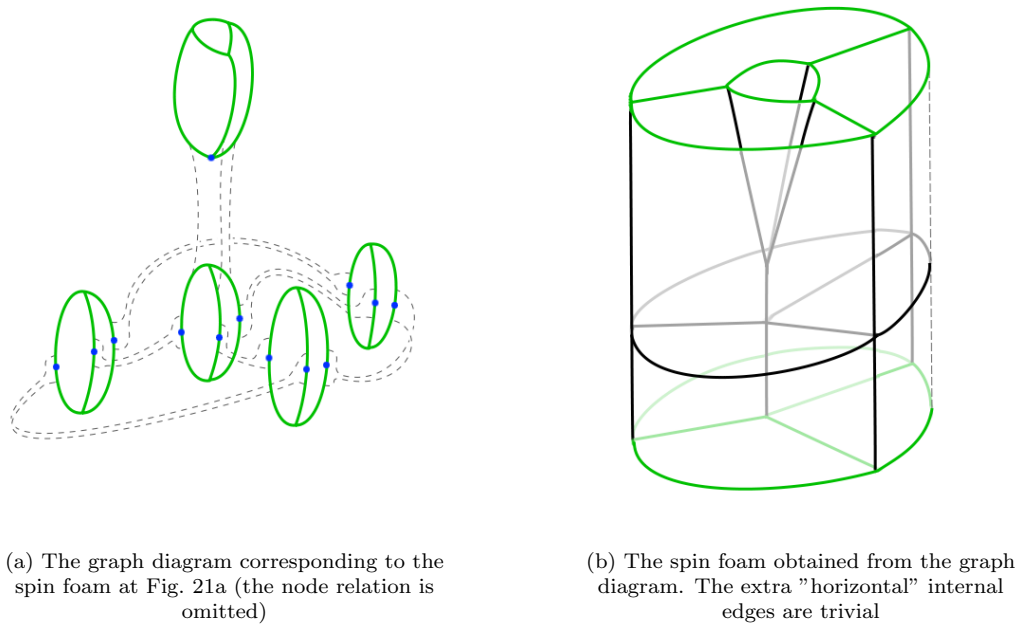 (a) The graph diagram corresponding to the
spin foam at Fig. 21a (the node relation is
omitted)
(b) The spin foam obtained from the graph
diagram. The extra ”horizontal” internal
edges are trivial